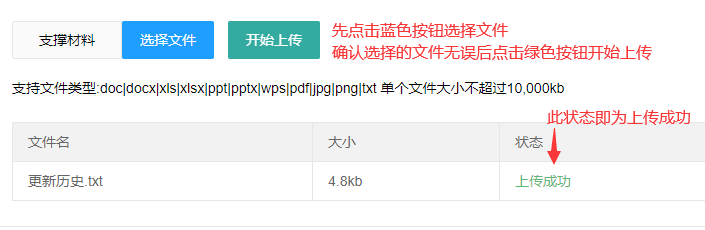 支撑材料 选择文件 开始上传 先点击蓝色按钮选择文件
确认选择的文件无误后点击绿色按钮开始上传
支持文件类型:doc|docx|xls|xlsx|ppt|pptx|wps|pdf|jpg|png|txt 单个文件大小不超过10,000kb
此状态即为上传成功
文件名 大小 状态
更新历史.txt 4.8kb 上传成功